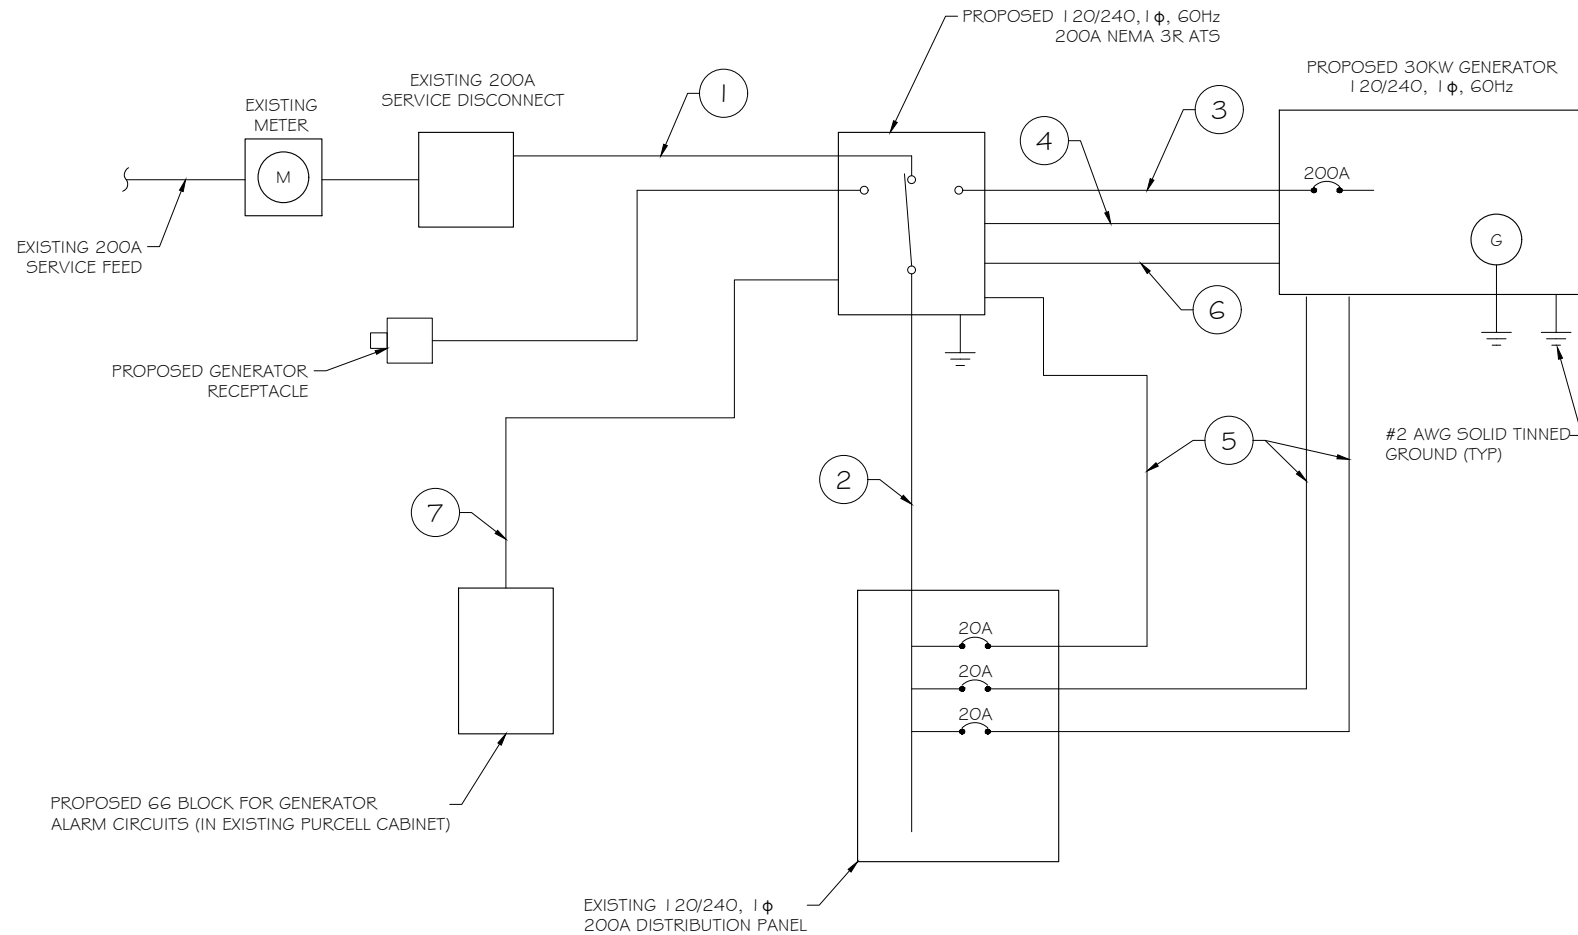 PROPOSED 120/240, 1ϕ, 60Hz
200A NEMA 3R ATS
PROPOSED 30KW GENERATOR
120/240, 1ϕ, 60Hz
EXISTING 200A
SERVICE DISCONNECT
EXISTING
METER
1
3
4
M
200A
EXISTING 200A
SERVICE FEED
G
6
PROPOSED GENERATOR
RECEPTACLE
5
#2 AWG SOLID TINNED
GROUND (TYP)
2
7
20A
20A
20A
PROPOSED 66 BLOCK FOR GENERATOR
ALARM CIRCUITS (IN EXISTING PURCELL CABINET)
EXISTING 120/240, 1ϕ
200A DISTRIBUTION PANEL